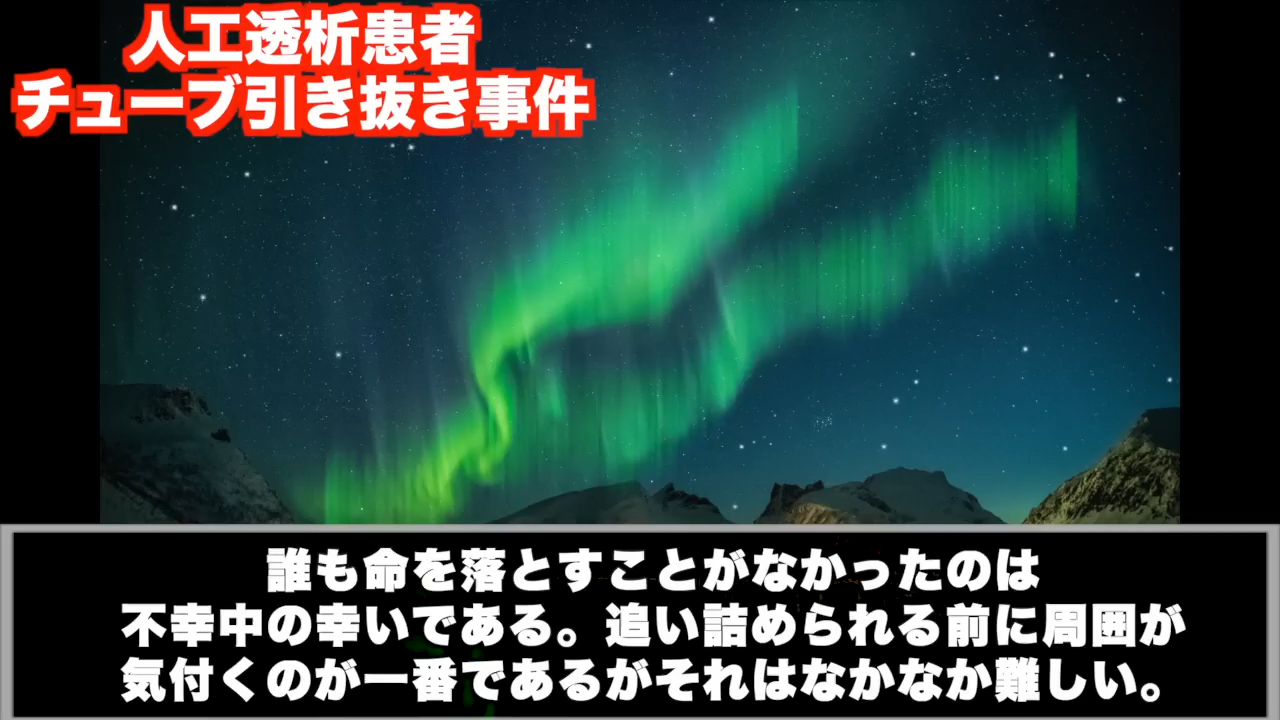 人工透析患者
チューブ引き抜き事件
誰も命を落とすことがなかったのは
不幸中の幸いである。追い詰められる前に周囲が
気付くのが一番であるがそれはなかなか難しい。